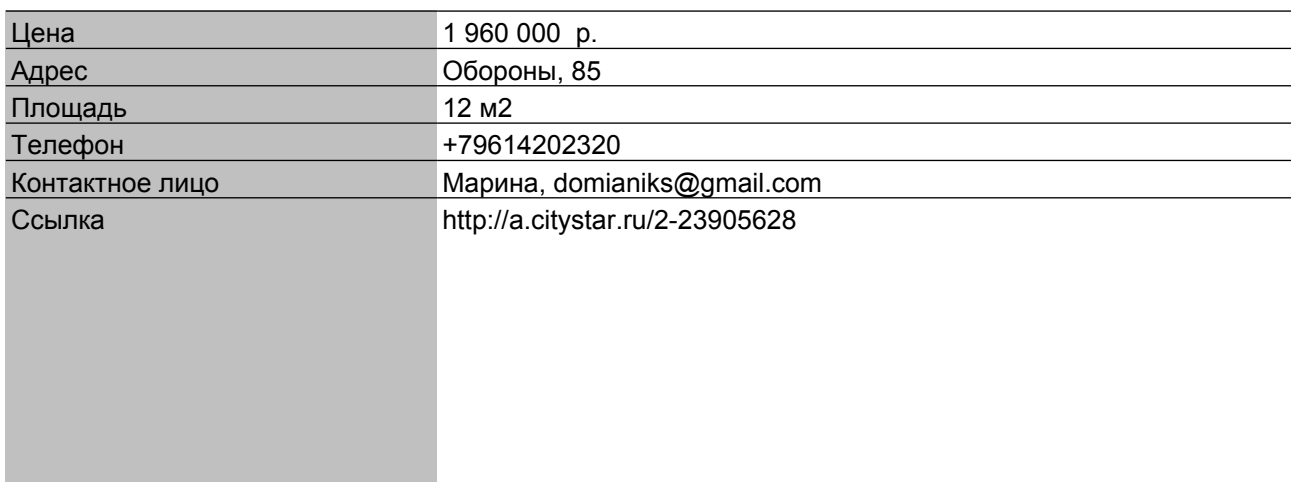 Цена 1 960 000 р.
Адрес Обороны, 85
Площадь 12 м2
Телефон +79614202320
Контактное лицо Марина, domianiks@gmail.com
Ссылка http://a.citystar.ru/2-23905628